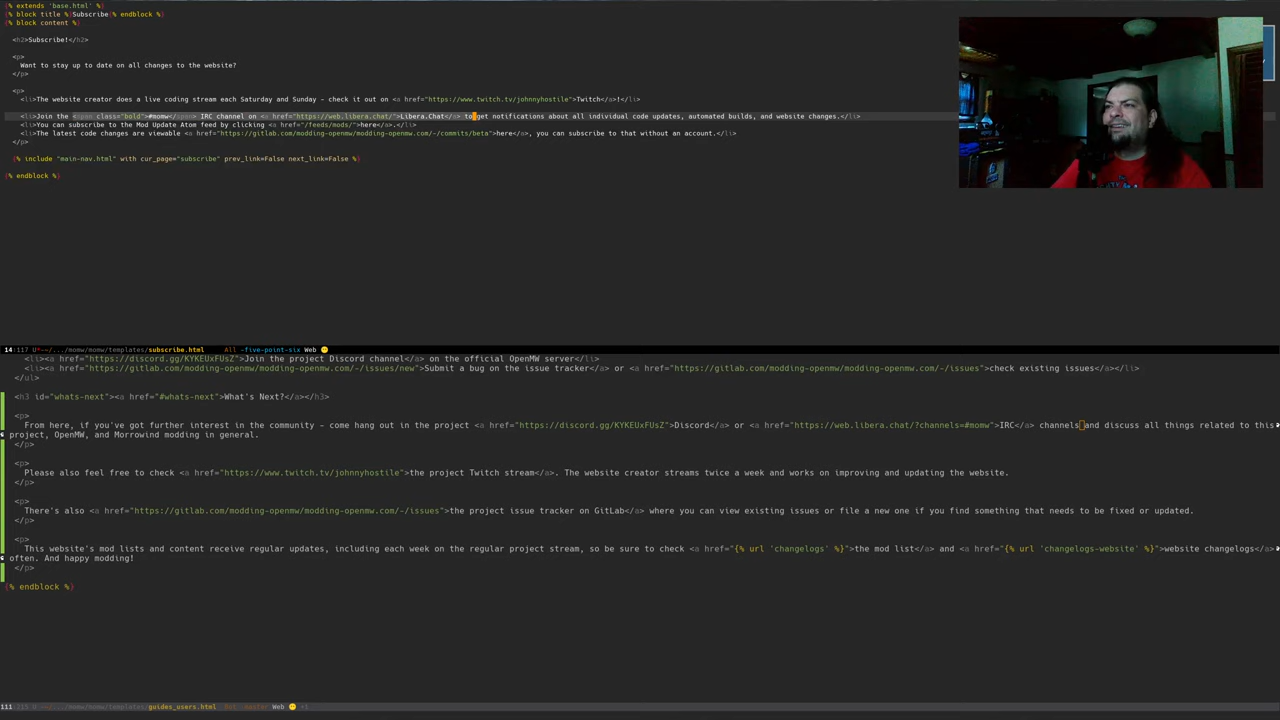 {% extends 'base.html' %}
{% block title %}Subscribe{% endblock %}
{% block content %}
<h2>Subscribe!</h2>
<p>
Want to stay up to date on all changes to the website?
</p>
<p>
<li>The website creator does a live coding stream each Saturday and Sunday - check it out on <a href="https://www.twitch.tv/johnnyhostile">Twitch</a>!</li>
<li>Join the <span class="bold">#momw</span> IRC channel on <a href="https://web.libera.chat/">Libera.Chat</a> to get notifications about all individual code updates, automated builds, and website changes.</li>
<li>You can subscribe to the Mod Update Atom feed by clicking <a href="/feeds/mods/">here</a>.</li>
<li>The latest code changes are viewable <a href="https://gitlab.com/modding-openmw/modding-openmw.com/-/commits/beta">here</a>, you can subscribe to that without an account.</li>
</p>
{% include "main-nav.html" with cur_page="subscribe" prev_link=False next_link=False %}
{% endblock %}
14:117 U*--/.../momw/momw/templates/subscribe.html All -five-point-six Web
<li><a href="https://discord.gg/KYKEUxFUsZ">Join the project Discord channel</a> on the official OpenMW server</li>
<li><a href="https://gitlab.com/modding-openmw/modding-openmw.com/-/issues/new">Submit a bug on the issue tracker</a> or <a href="https://gitlab.com/modding-openmw/modding-openmw.com/-/issues">check existing issues</a></li>
</ul>
<h3 id="whats-next"><a href="#whats-next">What's Next?</a></h3>
<p>
From here, if you've got further interest in the community - come hang out in the project <a href="https://discord.gg/KYKEUxFUsZ">Discord</a> or <a href="https://web.libera.chat/?channels=#momw">IRC</a> channels and discuss all things related to this
project, OpenMW, and Morrowind modding in general.
</p>
<p>
Please also feel free to check <a href="https://www.twitch.tv/johnnyhostile">the project Twitch stream</a>. The website creator streams twice a week and works on improving and updating the website.
</p>
<p>
There's also <a href="https://gitlab.com/modding-openmw/modding-openmw.com/-/issues">the project issue tracker on GitLab</a> where you can view existing issues or file a new one if you find something that needs to be fixed or updated.
</p>
<p>
This website's mod lists and content receive regular updates, including each week on the regular project stream, so be sure to check <a href="{% url 'changelogs' %}">the mod list</a> and <a href="{% url 'changelogs-website' %}">website changelogs</a>
often. And happy modding!
</p>
{% endblock %}
/momw/templates/guides_users.html Web